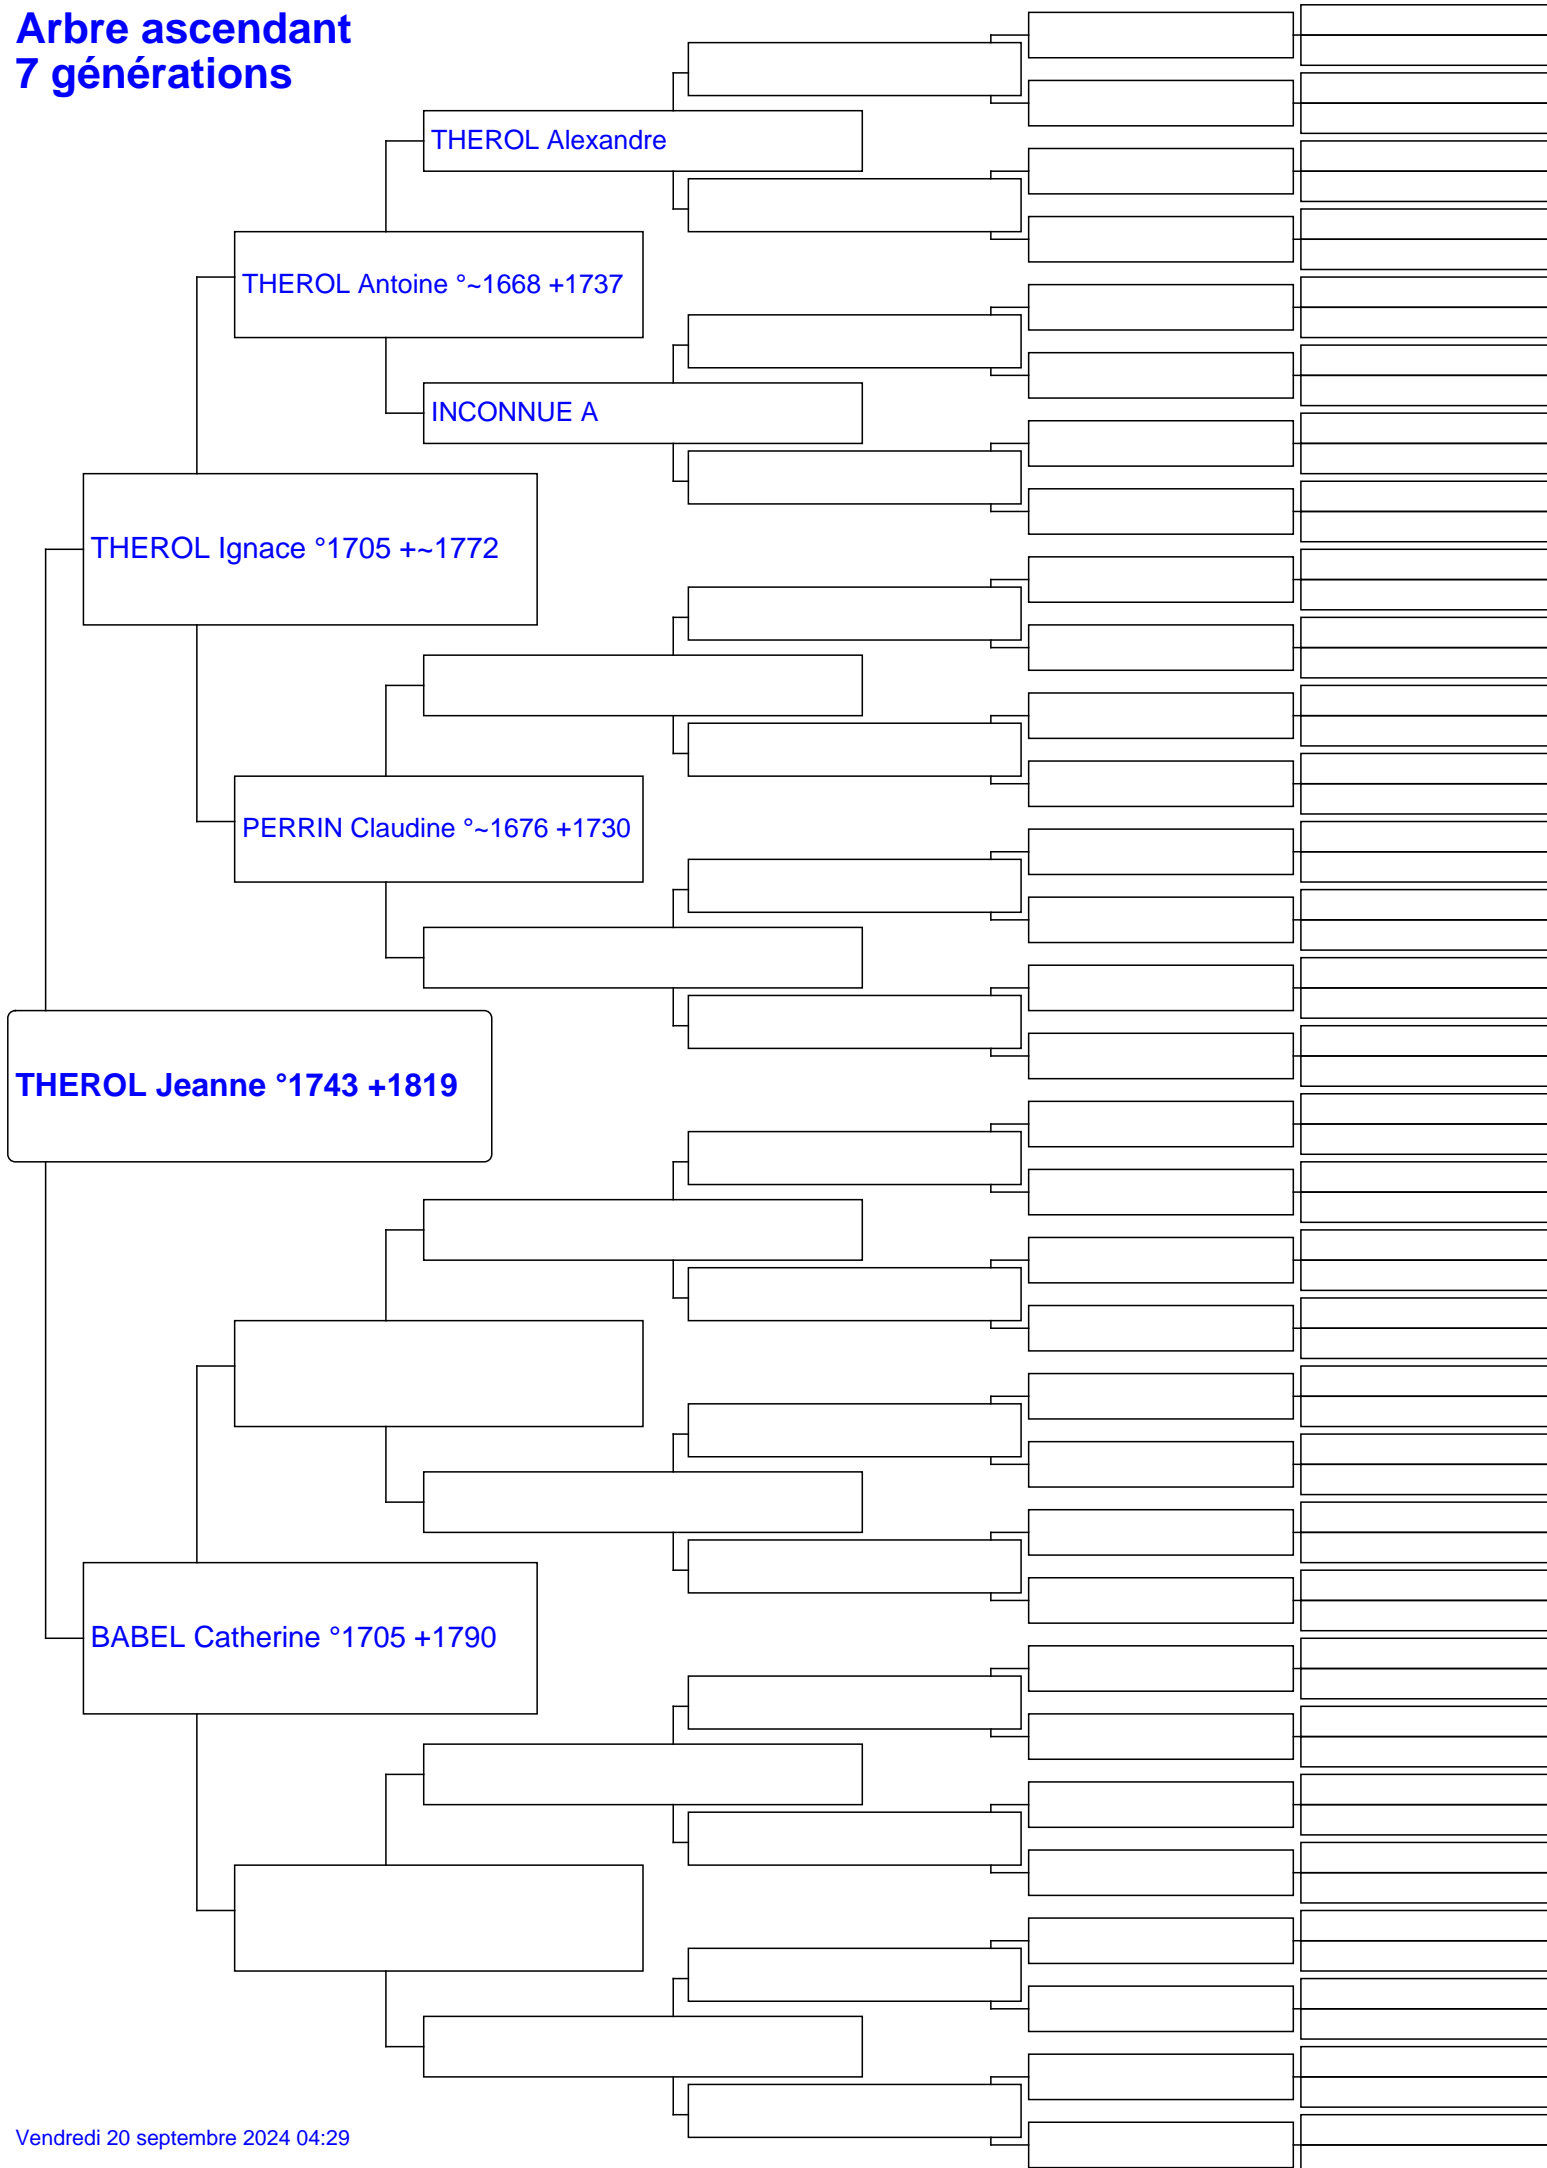 Arbre ascendant
7 générations
THEROL Alexandre
THEROL Antoine °~1668 +1737
INCONNUE A
THEROL Ignace °1705 +~1772
PERRIN Claudine °~1676 +1730
THEROL Jeanne °1743 +1819
BABEL Catherine °1705 +1790
Vendredi 20 septembre 2024 04:29